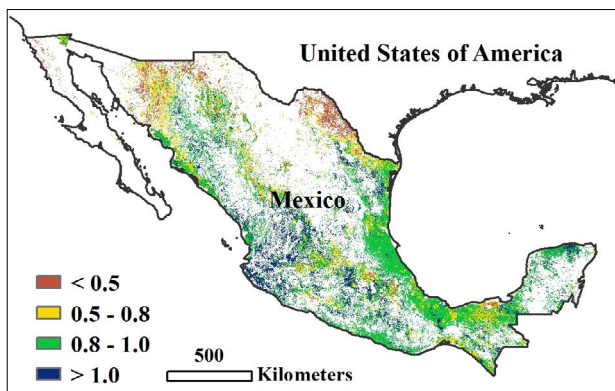 United States of America
Mexico
< 0.5
0.5 - 0.8
0.8 - 1.0
> 1.0
500
Kilometers